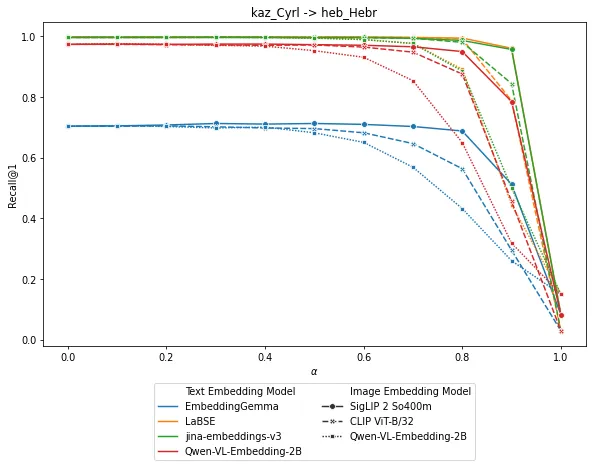 kaz_Cyrl -> heb_Hebr
Recall@1
1.0
0.8
0.6
0.4
0.2
0.0
0.0 0.2 0.4 0.6 0.8 1.0
α
Text Embedding Model
EmbeddingGemma
LaBSE
jina-embeddings-v3
Qwen-VL-Embedding-2B
Image Embedding Model
SigLIP 2 So400m
CLIP ViT-B/32
Qwen-VL-Embedding-2B